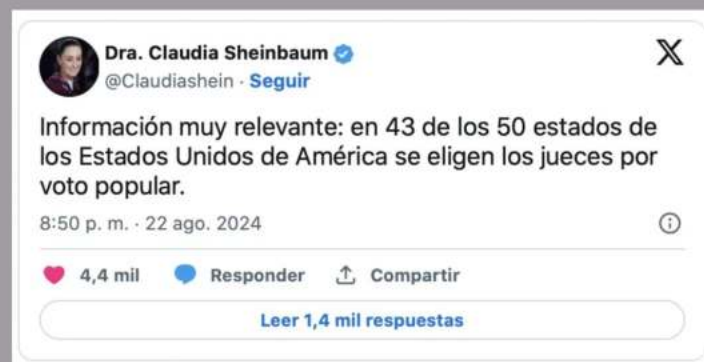 Dra. Claudia Sheinbaum
@Claudiashein · Seguir
Información muy relevante: en 43 de los 50 estados de
los Estados Unidos de América se eligen los jueces por
voto popular.
8:50 p. m. · 22 ago. 2024
4,4 mil Responder Compartir
Leer 1,4 mil respuestas